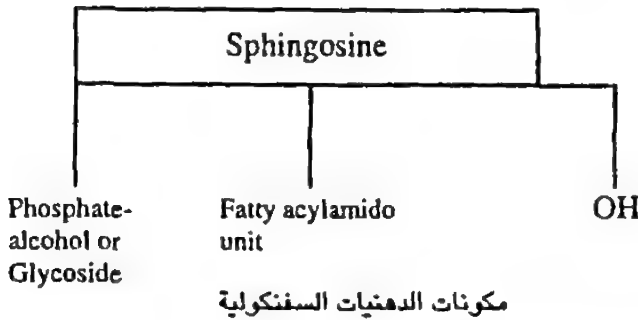 Sphingosine
Phosphate-
alcohol or
Glycoside
Fatty acylamido
unit
OH
مكونات الدهنيات السفنكولية